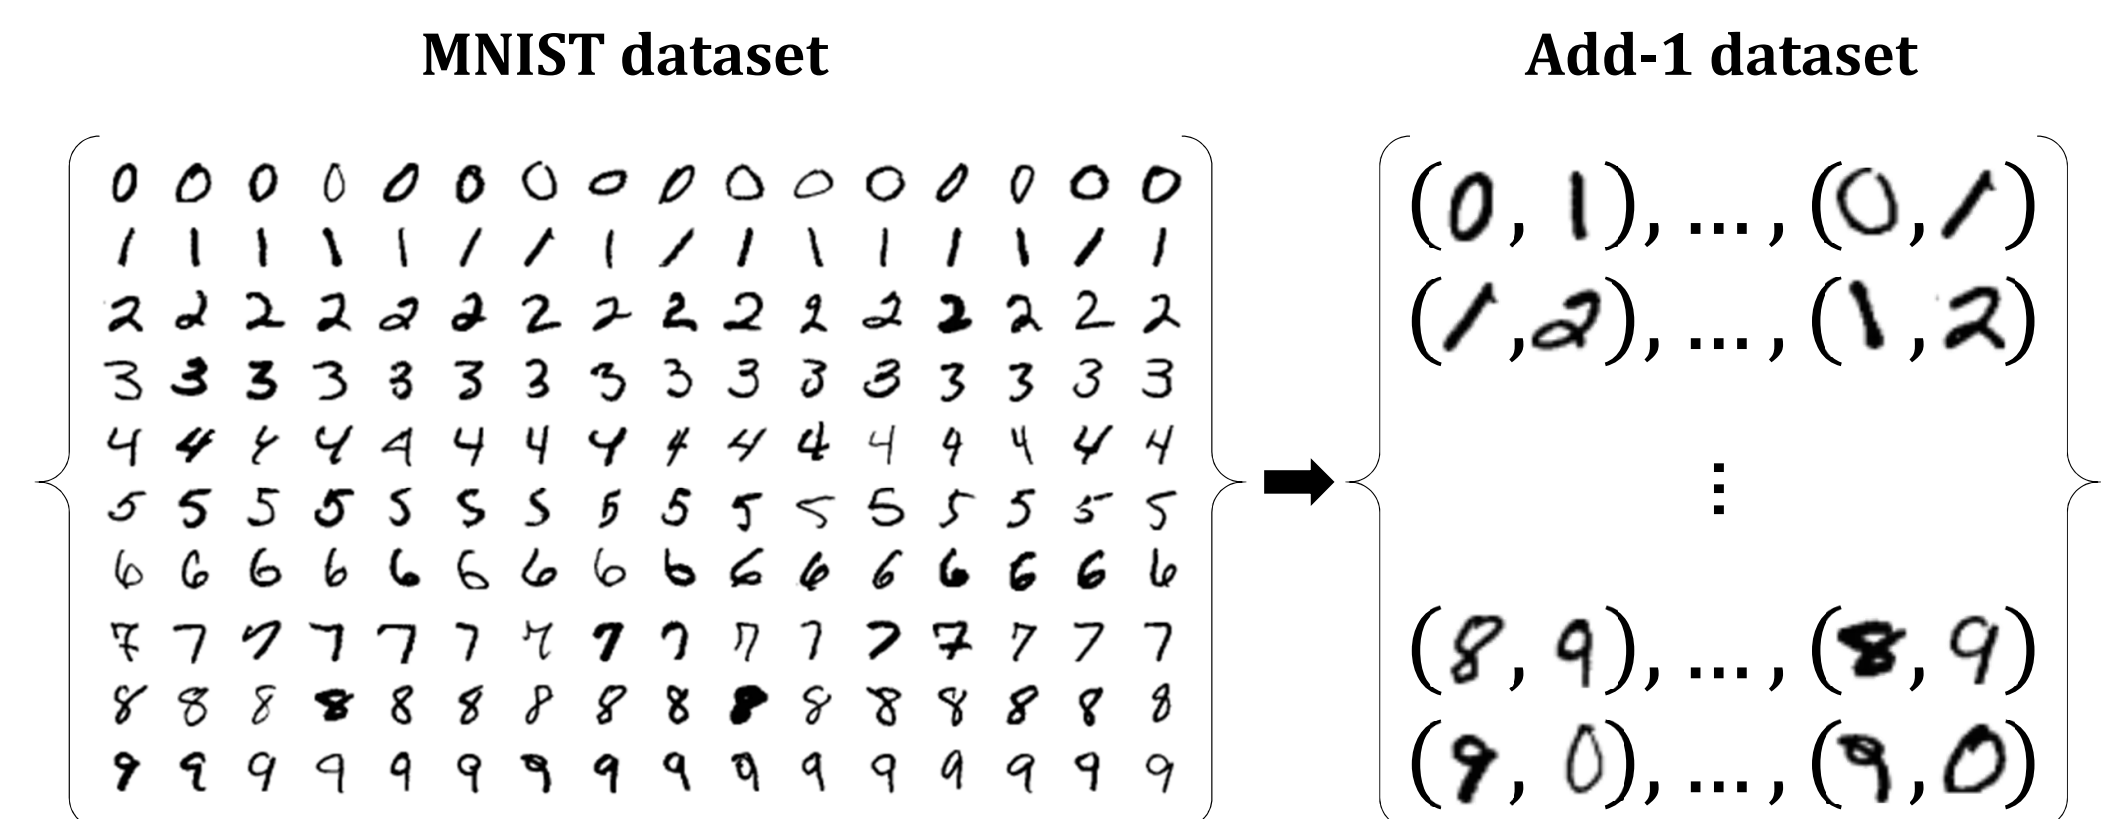 MNIST dataset
Add-1 dataset
0 0 0 0 0 0 0 0 0 0 0 0 0 0 0 0
1 1 1 1 1 1 1 1 1 1 1 1 1 1 1 1
2 2 2 2 2 2 2 2 2 2 2 2 2 2 2 2
3 3 3 3 3 3 3 3 3 3 3 3 3 3 3 3
4 4 4 4 4 4 4 4 4 4 4 4 4 4 4 4
5 5 5 5 5 5 5 5 5 5 5 5 5 5 5 5
6 6 6 6 6 6 6 6 6 6 6 6 6 6 6 6
7 7 7 7 7 7 7 7 7 7 7 7 7 7 7 7
8 8 8 8 8 8 8 8 8 8 8 8 8 8 8 8
9 9 9 9 9 9 9 9 9 9 9 9 9 9 9 9
(0, 1), ... , (0, 1)
(1, 2), ... , (1, 2)
⋮
(8, 9), ... , (8, 9)
(9, 0), ... , (9, 0)